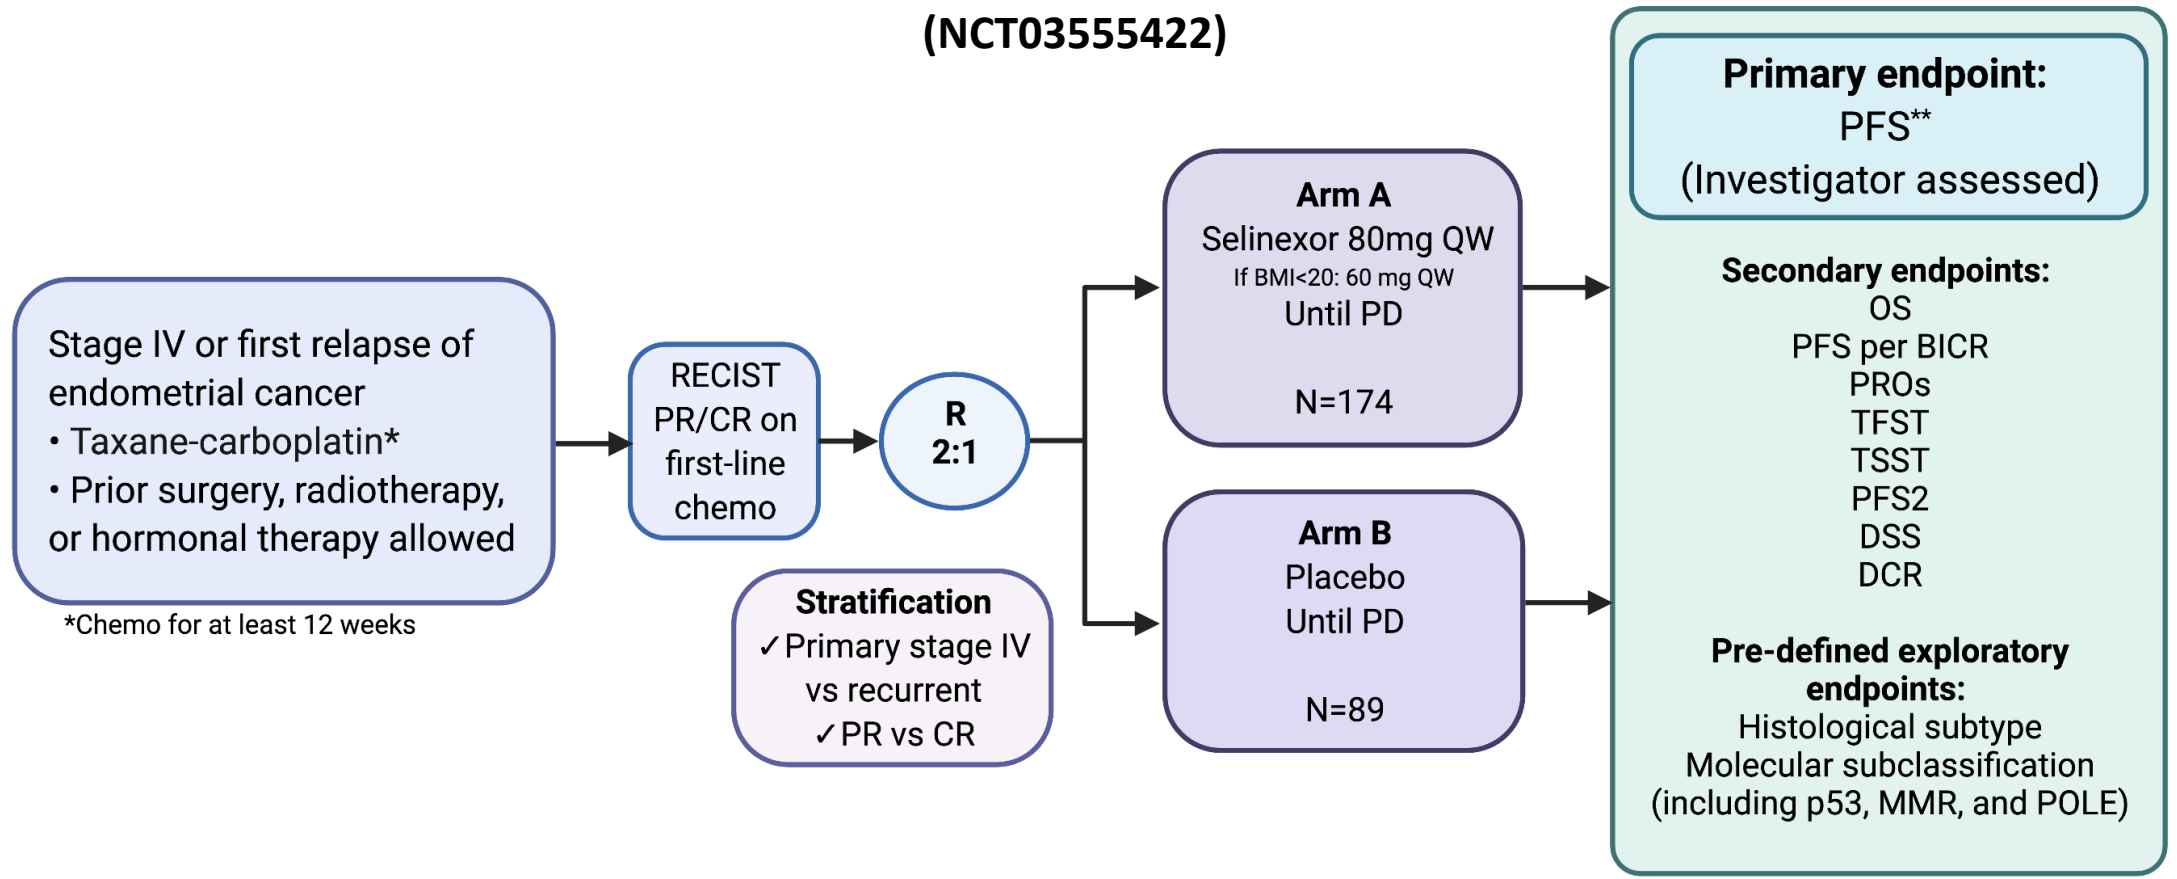 (NCT03555422)
Stage IV or first relapse of
endometrial cancer
• Taxane-carboplatin*
• Prior surgery, radiotherapy,
or hormonal therapy allowed
*Chemo for at least 12 weeks
RECIST
PR/CR on
first-line
chemo
R
2:1
Stratification
✓Primary stage IV
vs recurrent
✓PR vs CR
Arm A
Selinexor 80mg QW
If BMI<20: 60 mg QW
Until PD
N=174
Arm B
Placebo
Until PD
N=89
Primary endpoint:
PFS**
(Investigator assessed)
Secondary endpoints:
OS
PFS per BICR
PROs
TFST
TSST
PFS2
DSS
DCR
Pre-defined exploratory
endpoints:
Histological subtype
Molecular subclassification
(including p53, MMR, and POLE)